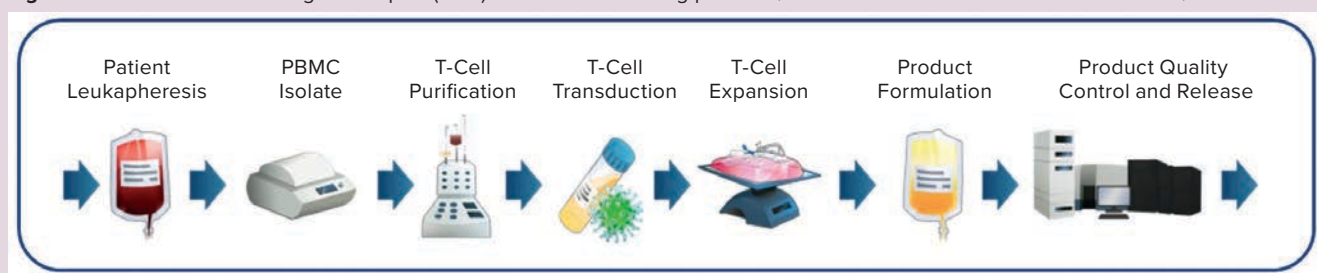 Patient
Leukapheresis
PBMC
Isolate
T-Cell
Purification
T-Cell
Transduction
T-Cell
Expansion
Product
Formulation
Product Quality
Control and Release